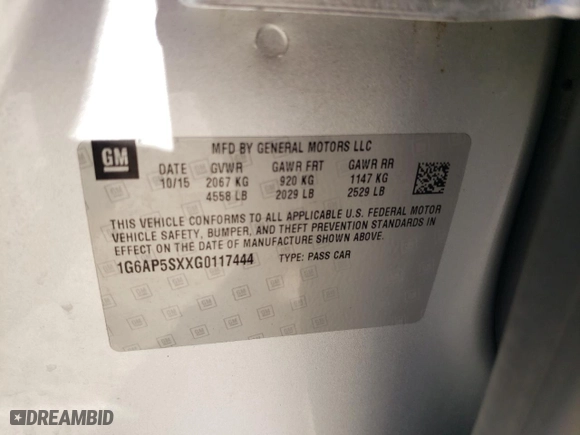 GM
MFD BY GENERAL MOTORS LLC
DATE GVWR GAWR FRT GAWR RR
10/15 2067 KG 920 KG 1147 KG
4558 LB 2029 LB 2529 LB
THIS VEHICLE CONFORMS TO ALL APPLICABLE U.S. FEDERAL MOTOR
VEHICLE SAFETY, BUMPER, AND THEFT PREVENTION STANDARDS IN
EFFECT ON THE DATE OF MANUFACTURE SHOWN ABOVE.
1G6AP5SXXG0117444 TYPE: PASS CAR
DREAMBID